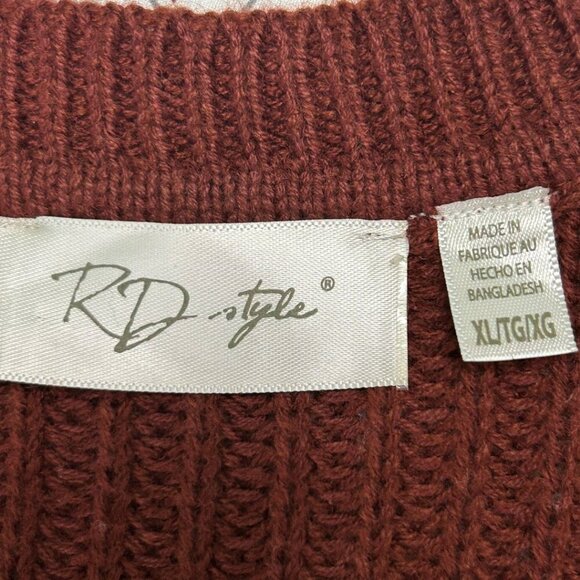 RD style®
MADE IN
FABRIQUE AU
HECHO EN
BANGLADESH
XL/TG/XG